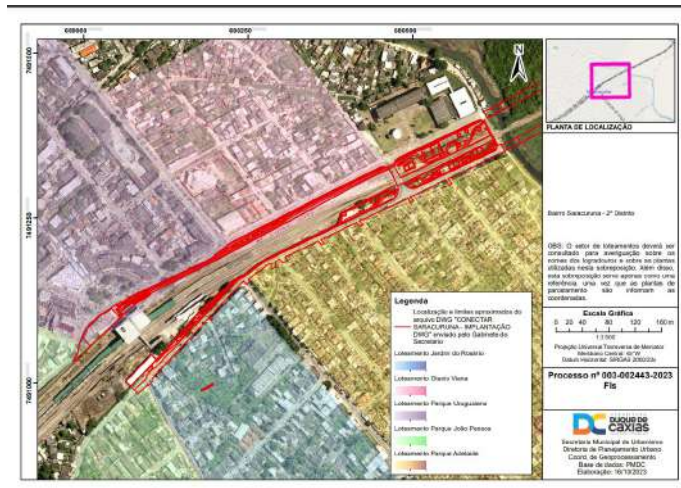 680250
680500
7491500
7491250
7491000
N
PLANTA DE LOCALIZAÇÃO
Bairro Saracuruna - 2º Distrito
OBS: O setor de loteamentos deverá ser
consultado para averiguação sobre os
nomes dos logradouros e sobre as plantas
utilizadas nesta sobreposição. Além disso,
esta sobreposição serve apenas como uma
referência, uma vez que as plantas de
parcelamento não informam as
coordenadas.
Escala Gráfica
0 20 40 80 120 160 m
1:2.500
Projeção Universal Transversa de Mercator
Meridiano Central: 45°W
Datum Horizontal: SIRGAS 2000/23s
Processo nº 003-002443-2023
Fls
DC DUQUE DE
CAXIAS
Secretaria Municipal de Urbanismo
Diretoria de Planejamento Urbano
Coord. de Geoprocessamento
Base de dados: PMDC
Elaboração: 16/10/2023
Legenda
Localização e limites aproximados do
arquivo DWG "CONECTAR
SARACURUNA - IMPLANTAÇÃO
DWG" enviado pelo Gabinete do
Secretário
Loteamento Jardim do Rosário
Loteamento Olavio Viena
Loteamento Parque Uruguaiana
Loteamento Parque João Pessoa
Loteamento Parque Adelaide